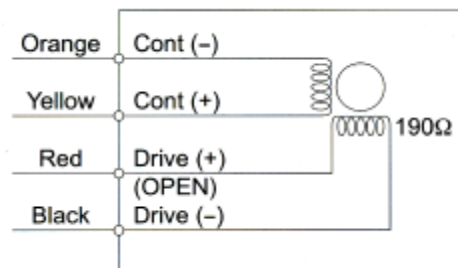 Orange Cont (–)
Yellow Cont (+)
190Ω
Red Drive (+)
(OPEN)
Black Drive (–)